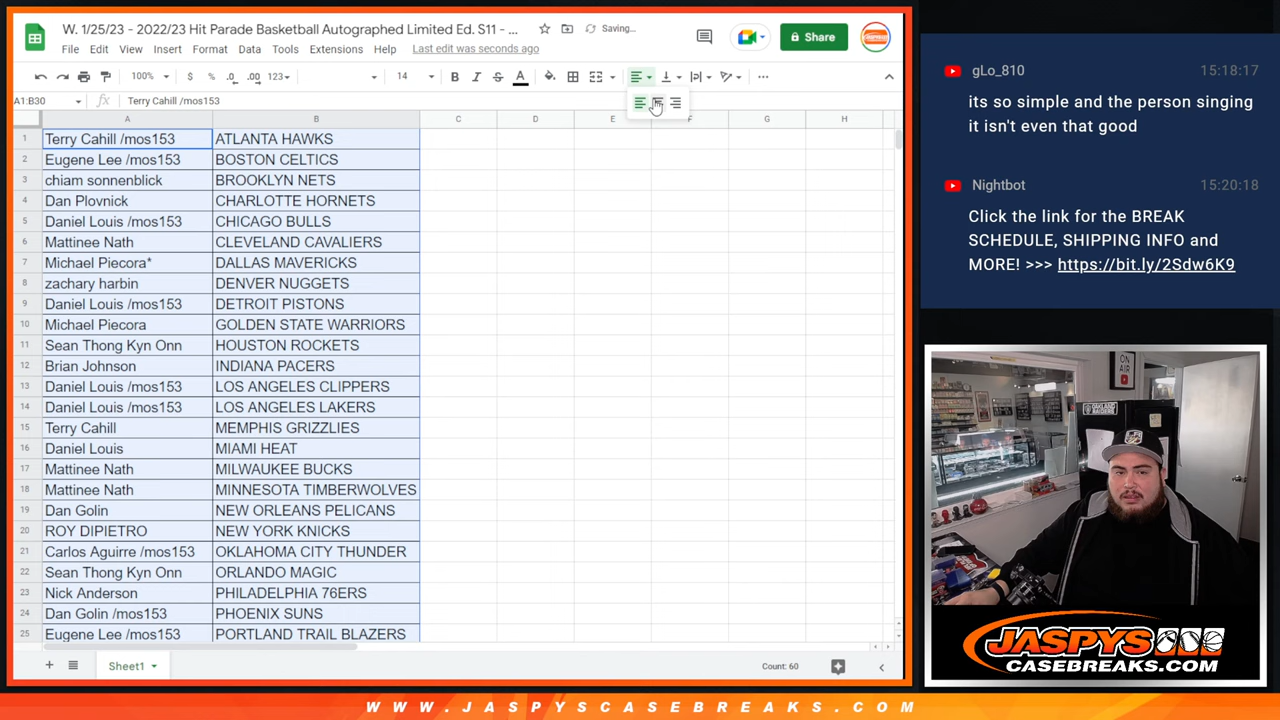 W. 1/25/23 - 2022/23 Hit Parade Basketball Autographed Limited Ed. S11 - ...
Saving...
Share
File Edit View Insert Format Data Tools Extensions Help Last edit was seconds ago
100% $ % .0 .00 123 14 B I S A
A1:B30 fx Terry Cahill /mos153
A B C D E F G H
1 Terry Cahill /mos153 ATLANTA HAWKS
2 Eugene Lee /mos153 BOSTON CELTICS
3 chiam sonnenblick BROOKLYN NETS
4 Dan Plovnick CHARLOTTE HORNETS
5 Daniel Louis /mos153 CHICAGO BULLS
6 Mattinee Nath CLEVELAND CAVALIERS
7 Michael Piecora* DALLAS MAVERICKS
8 zachary harbin DENVER NUGGETS
9 Daniel Louis /mos153 DETROIT PISTONS
10 Michael Piecora GOLDEN STATE WARRIORS
11 Sean Thong Kyn Onn HOUSTON ROCKETS
12 Brian Johnson INDIANA PACERS
13 Daniel Louis /mos153 LOS ANGELES CLIPPERS
14 Daniel Louis /mos153 LOS ANGELES LAKERS
15 Terry Cahill MEMPHIS GRIZZLIES
16 Daniel Louis MIAMI HEAT
17 Mattinee Nath MILWAUKEE BUCKS
18 Mattinee Nath MINNESOTA TIMBERWOLVES
19 Dan Golin NEW ORLEANS PELICANS
20 ROY DIPIETRO NEW YORK KNICKS
21 Carlos Aguirre /mos153 OKLAHOMA CITY THUNDER
22 Sean Thong Kyn Onn ORLANDO MAGIC
23 Nick Anderson PHILADELPHIA 76ERS
24 Dan Golin /mos153 PHOENIX SUNS
25 Eugene Lee /mos153 PORTLAND TRAIL BLAZERS
Sheet1
Count: 60
gLo_810 15:18:17
its so simple and the person singing
it isn't even that good
Nightbot 15:20:18
Click the link for the BREAK
SCHEDULE, SHIPPING INFO and
MORE! >>> https://bit.ly/2Sdw6K9
ON
AIR
JASPYS
CASEBREAKS.COM
WWW.JASPYSCASEBREAKS.COM